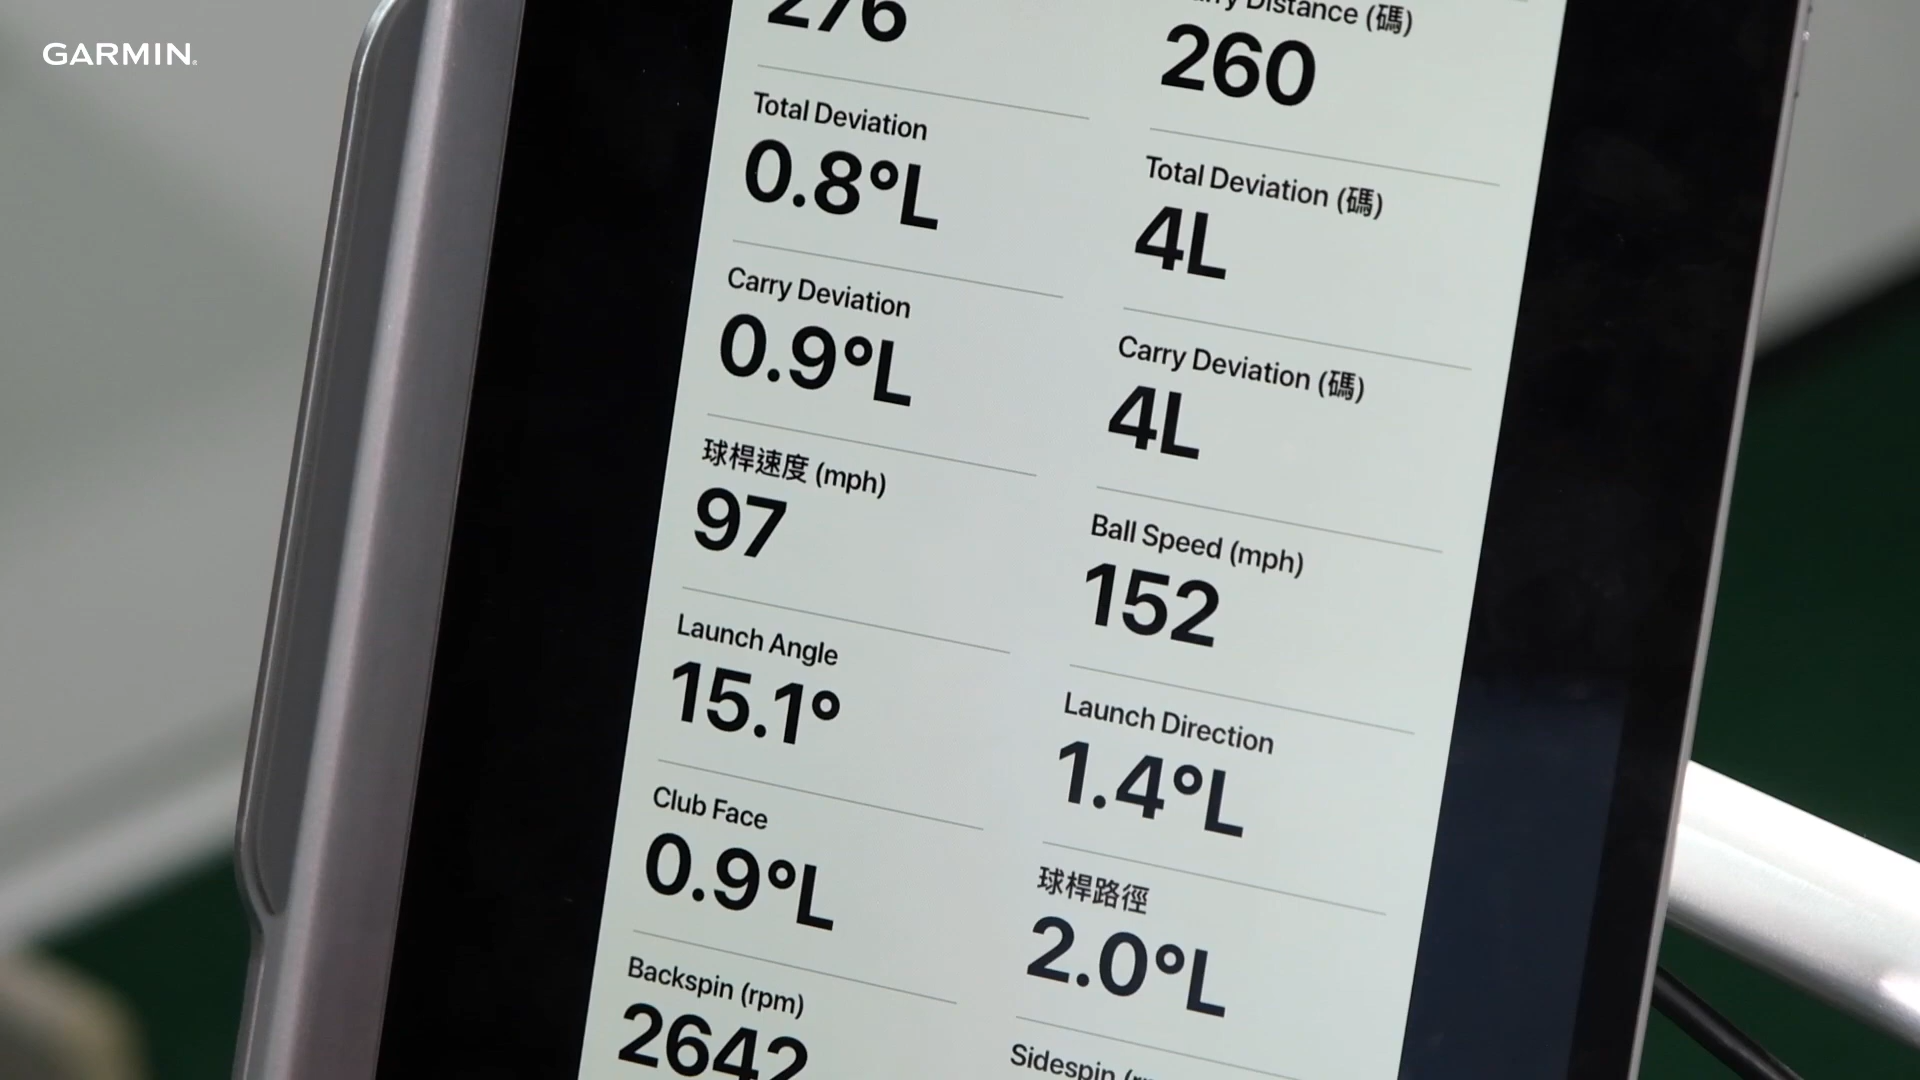 GARMIN
276
Distance (碼)
260
Total Deviation
0.8°L
Total Deviation (碼)
4L
Carry Deviation
0.9°L
Carry Deviation (碼)
4L
球桿速度 (mph)
97
Ball Speed (mph)
152
Launch Angle
15.1°
Launch Direction
1.4°L
Club Face
0.9°L
球桿路徑
2.0°L
Backspin (rpm)
2642
Sidespin